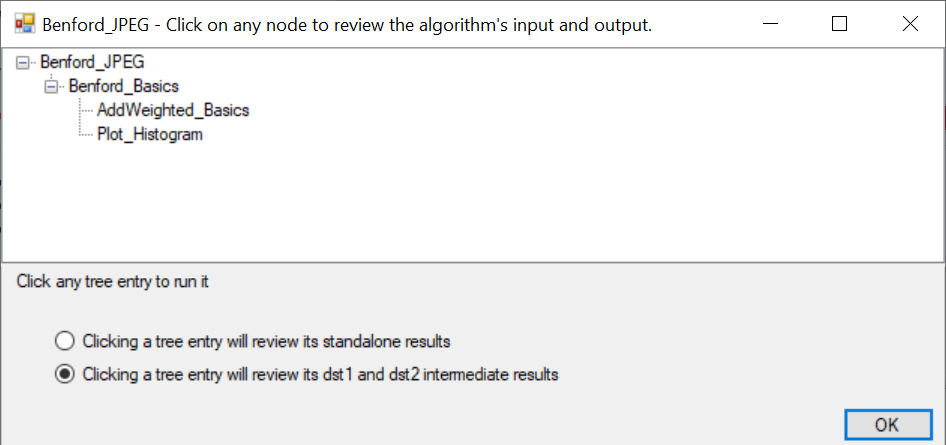 Benford_JPEG - Click on any node to review the algorithm's input and output.
Benford_JPEG
Benford_Basics
AddWeighted_Basics
Plot_Histogram
Click any tree entry to run it
Clicking a tree entry will review its standalone results
Clicking a tree entry will review its dst1 and dst2 intermediate results
OK